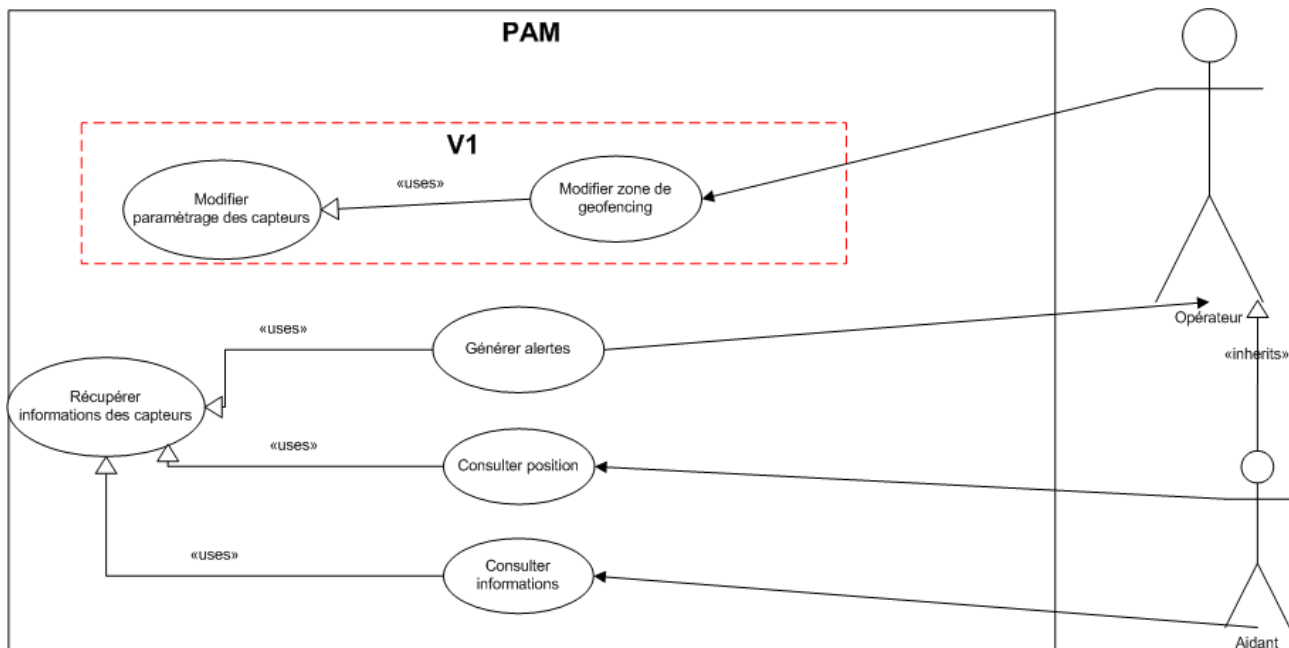 PAM
V1
Modifier
paramètrage des capteurs
«uses»
Modifier zone de
geofencing
Opérateur
«inherits»
«uses»
Générer alertes
Récupérer
informations des capteurs
«uses»
Consulter position
«uses»
Consulter
informations
Aidant